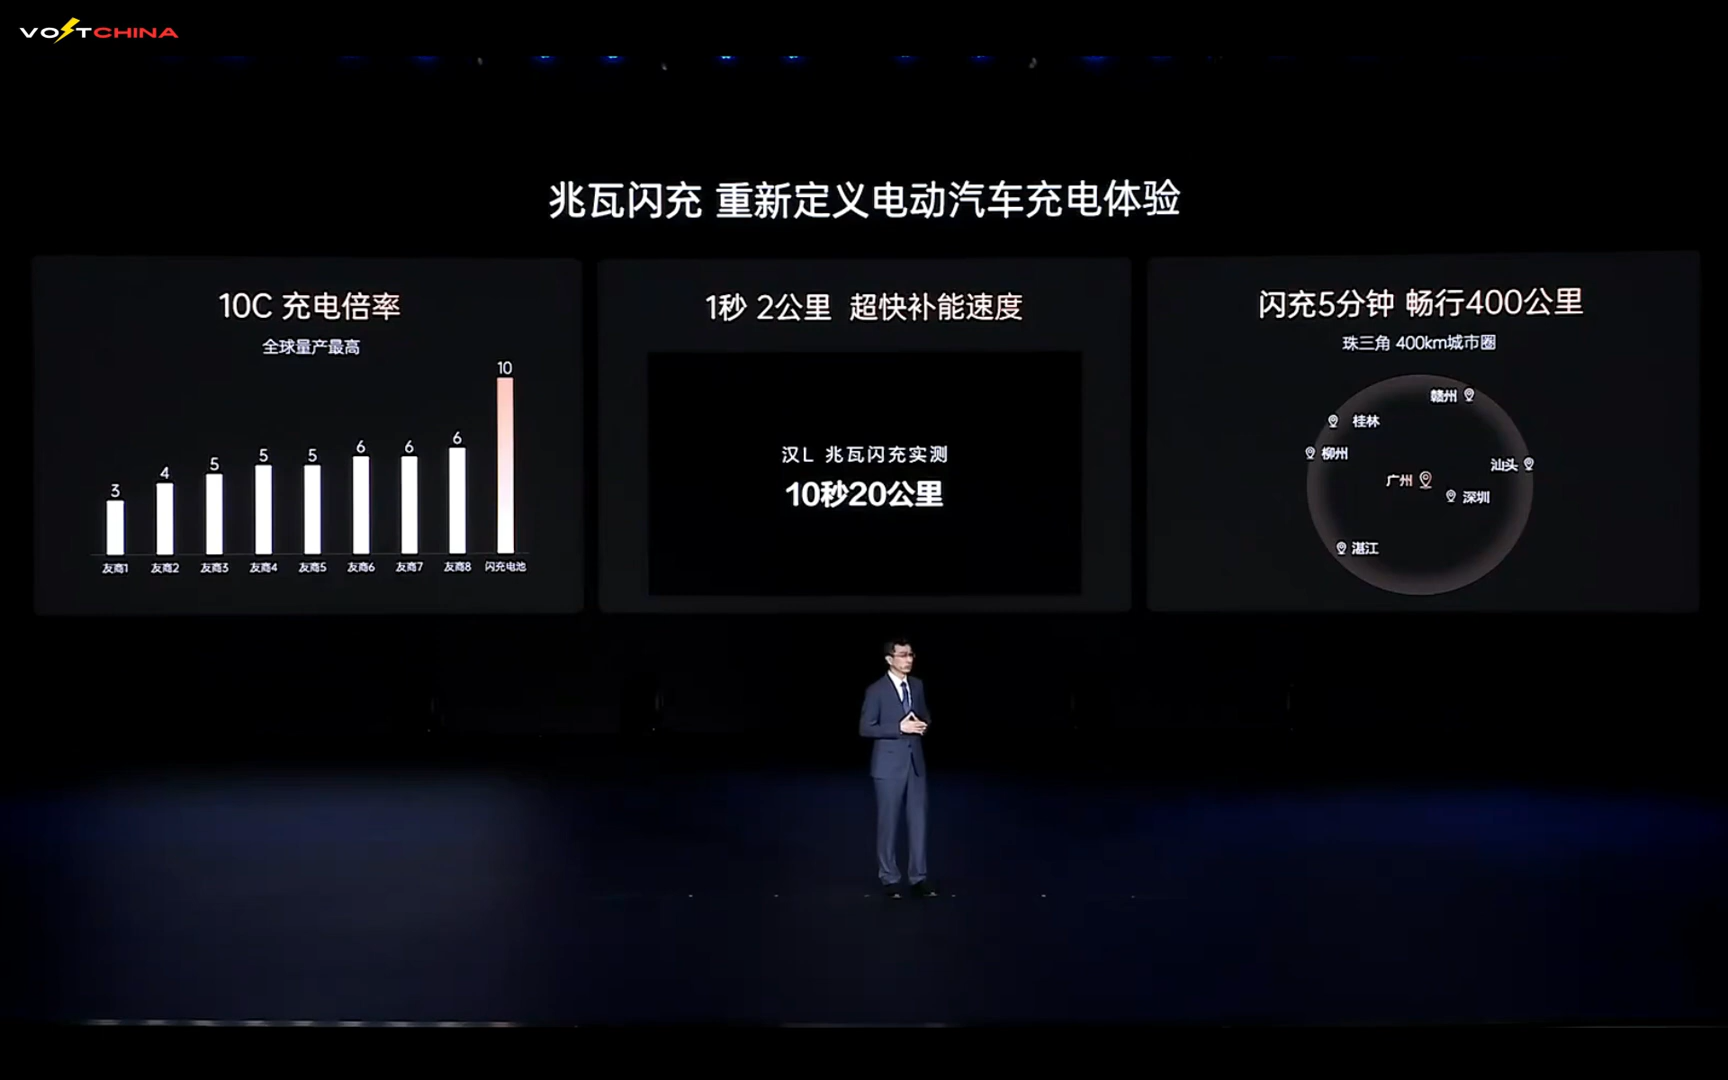 VOLTCHINA
兆瓦闪充 重新定义电动汽车充电体验
10C 充电倍率
全球量产最高
3 4 5 5 5 6 6 6 10
友商1 友商2 友商3 友商4 友商5 友商6 友商7 友商8 闪充电池
1秒 2公里 超快补能速度
汉L 兆瓦闪充实测
10秒20公里
闪充5分钟 畅行400公里
珠三角 400km城市圈
赣州
桂林
柳州
汕头
广州
深圳
湛江